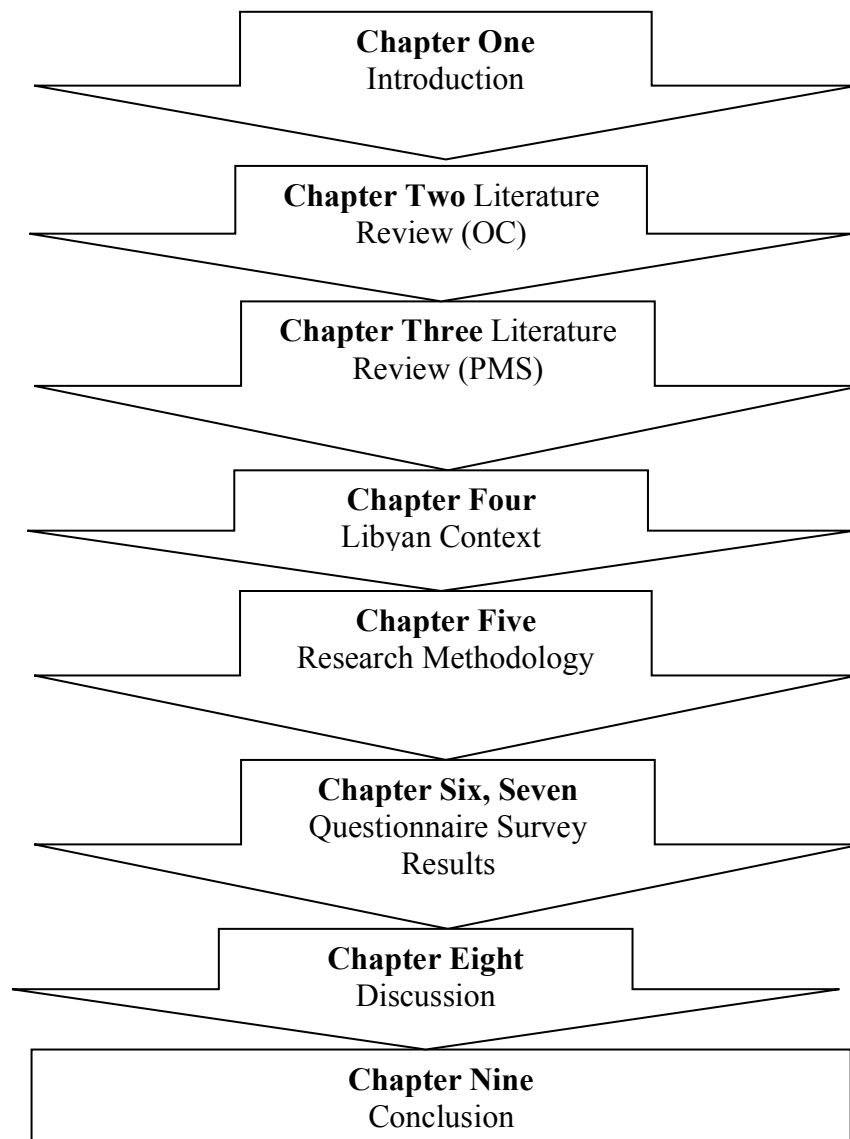 Chapter One
Introduction
Chapter Two Literature
Review (OC)
Chapter Three Literature
Review (PMS)
Chapter Four
Libyan Context
Chapter Five
Research Methodology
Chapter Six, Seven
Questionnaire Survey
Results
Chapter Eight
Discussion
Chapter Nine
Conclusion